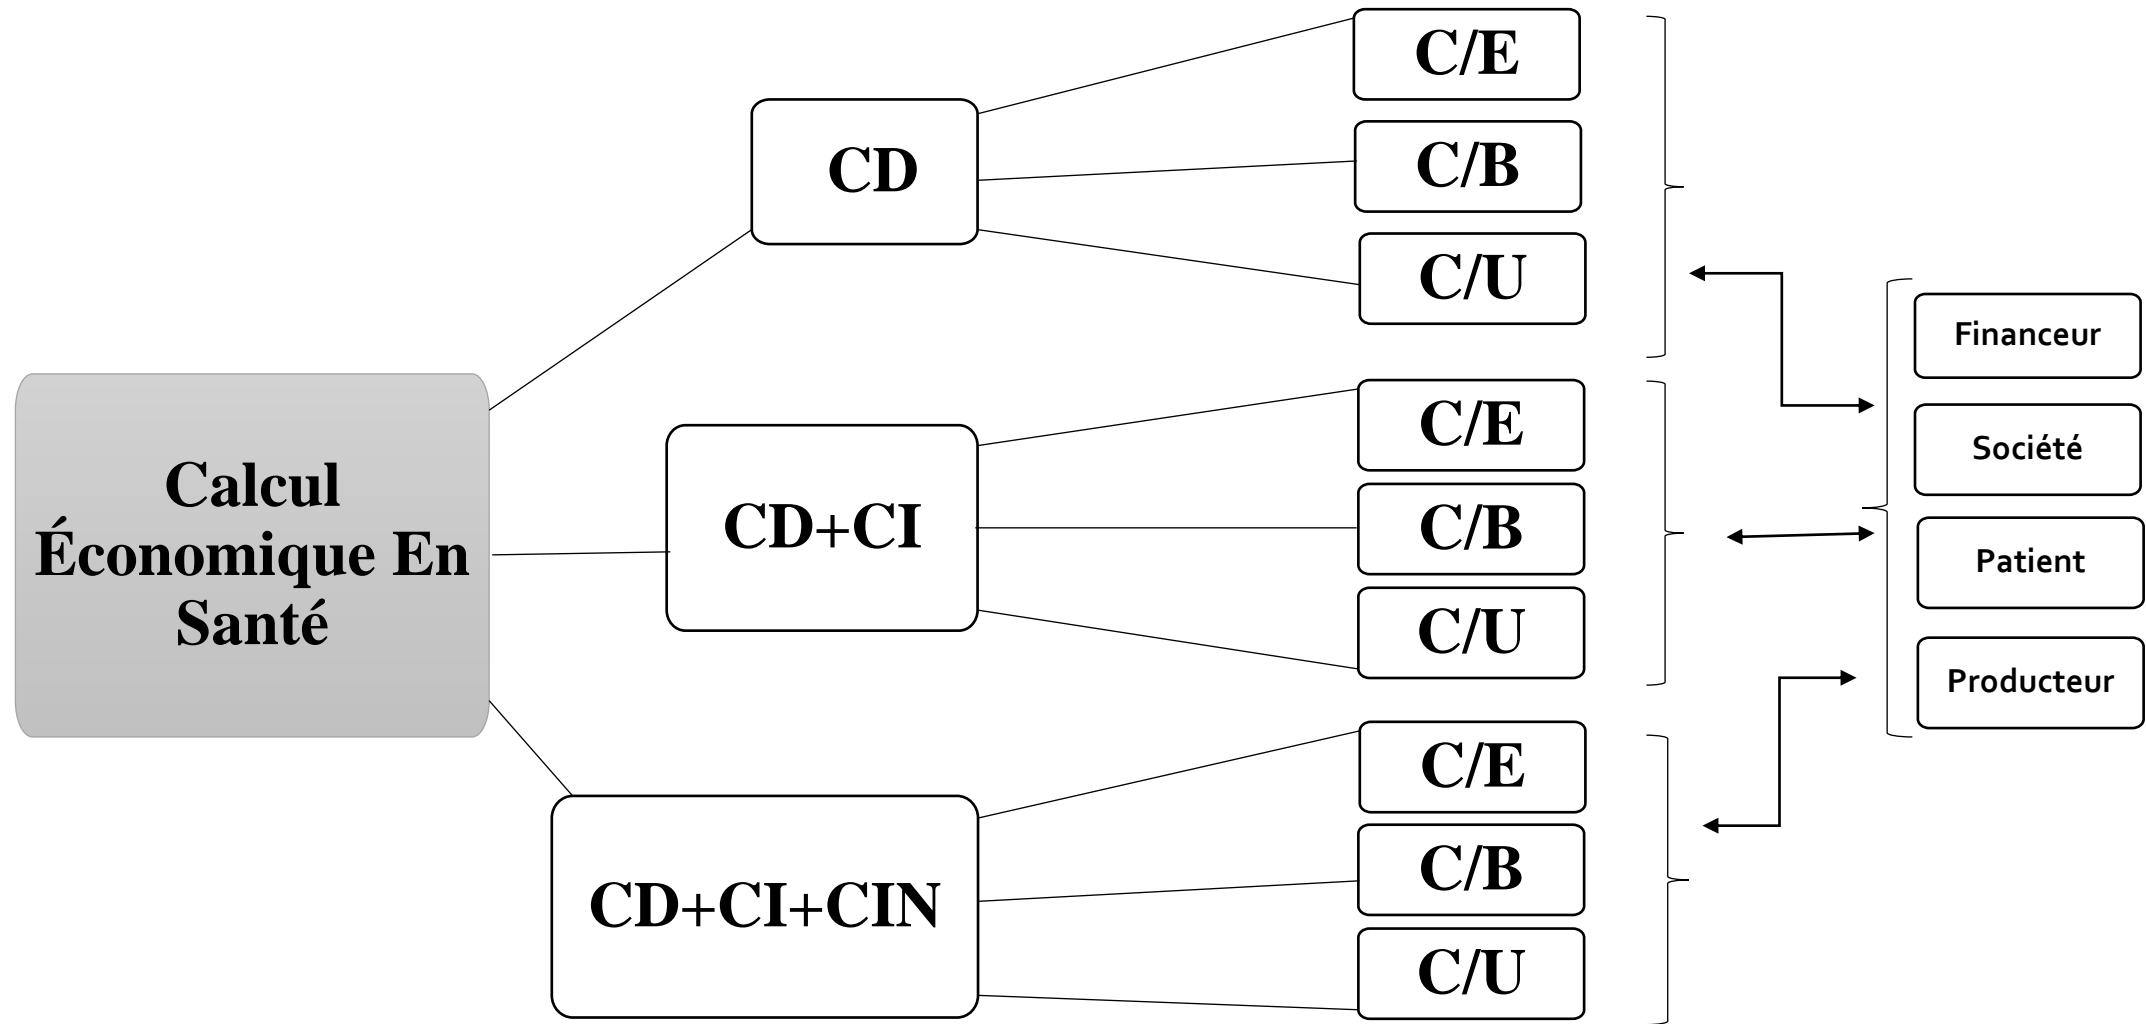 Calcul
Économique En
Santé
CD
C/E
C/B
C/U
CD+CI
C/E
C/B
C/U
CD+CI+CIN
C/E
C/B
C/U
Financeur
Société
Patient
Producteur